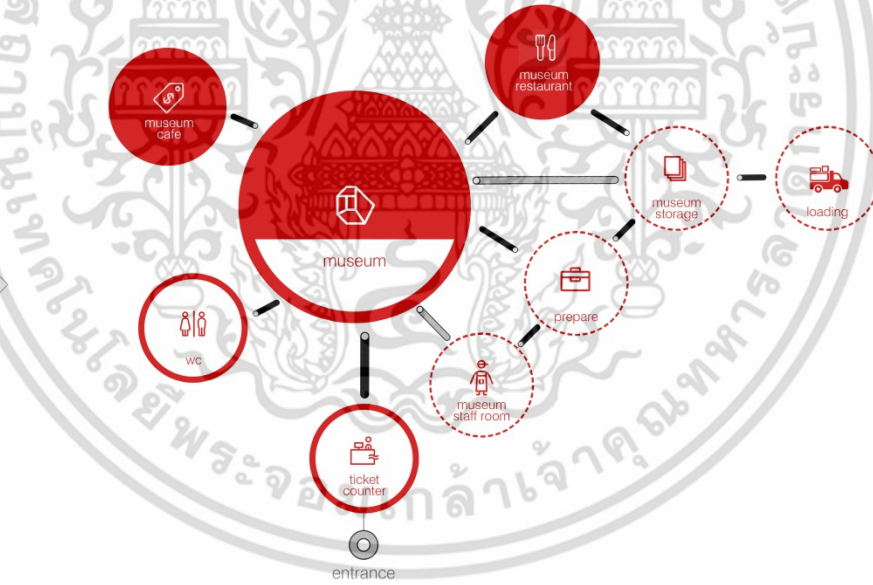 museum
restaurant
museum
cafe
museum
storage
loading
museum
prepare
wc
museum
staff room
ticket
counter
entrance